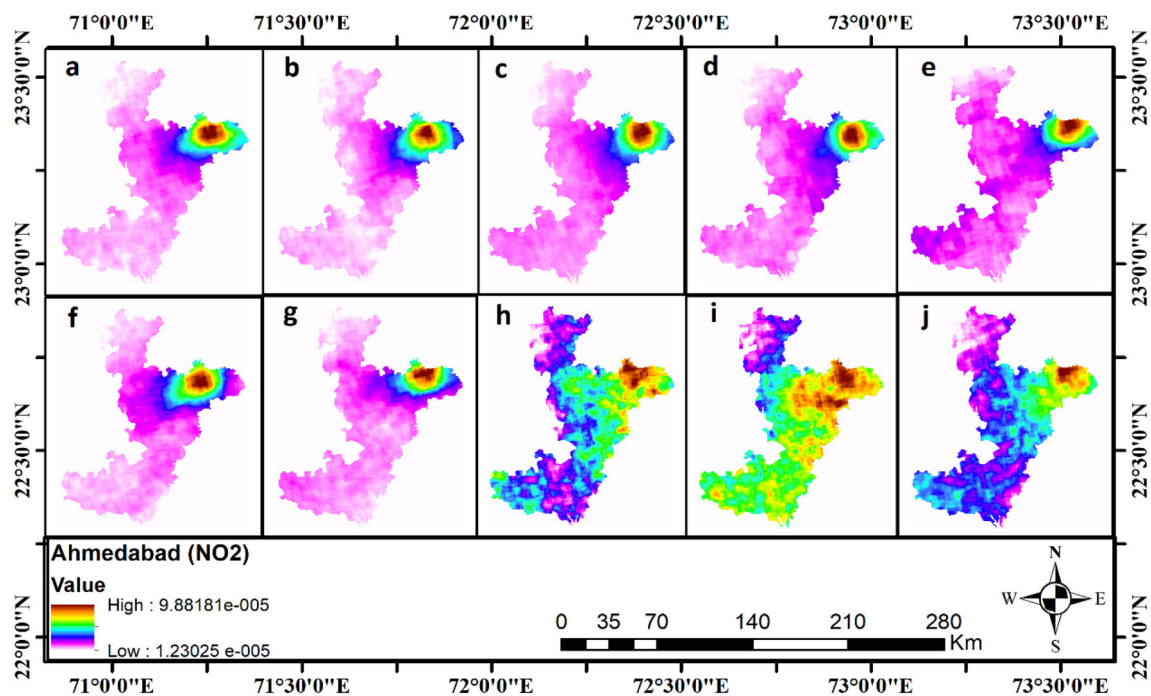 71°0'0"E 71°30'0"E 72°0'0"E 72°30'0"E 73°0'0"E 73°30'0"E
23°30'0"N 23°30'0"N
a b c d e
23°0'0"N 23°0'0"N
f g h i j
22°30'0"N 22°30'0"N
Ahmedabad (NO2)
Value
High : 9.88181e-005
Low : 1.23025 e-005
0 35 70 140 210 280
Km
N
W E
S
22°0'0"N 22°0'0"N
71°0'0"E 71°30'0"E 72°0'0"E 72°30'0"E 73°0'0"E 73°30'0"E